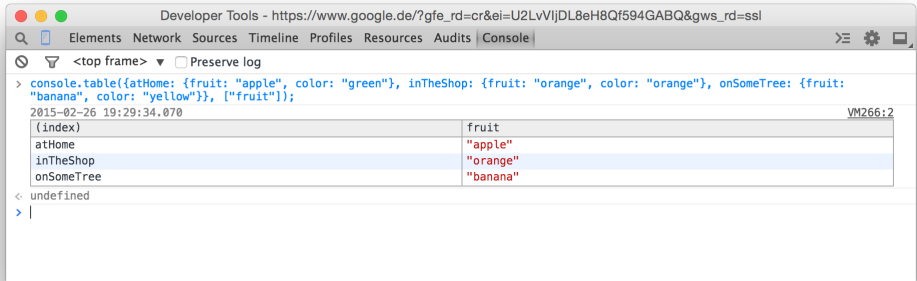 Developer Tools - https://www.google.de/?gfe_rd=cr&ei=U2LvVIjDL8eH8Qf594GABQ&gws_rd=ssl
Elements Network Sources Timeline Profiles Resources Audits Console
<top frame> ▼ Preserve log
> console.table({atHome: {fruit: "apple", color: "green"}, inTheShop: {fruit: "orange", color: "orange"}, onSomeTree: {fruit:
"banana", color: "yellow"}}, ["fruit"]);
2015-02-26 19:29:34.070 VM266:2
(index) fruit
atHome "apple"
inTheShop "orange"
onSomeTree "banana"
undefined
>